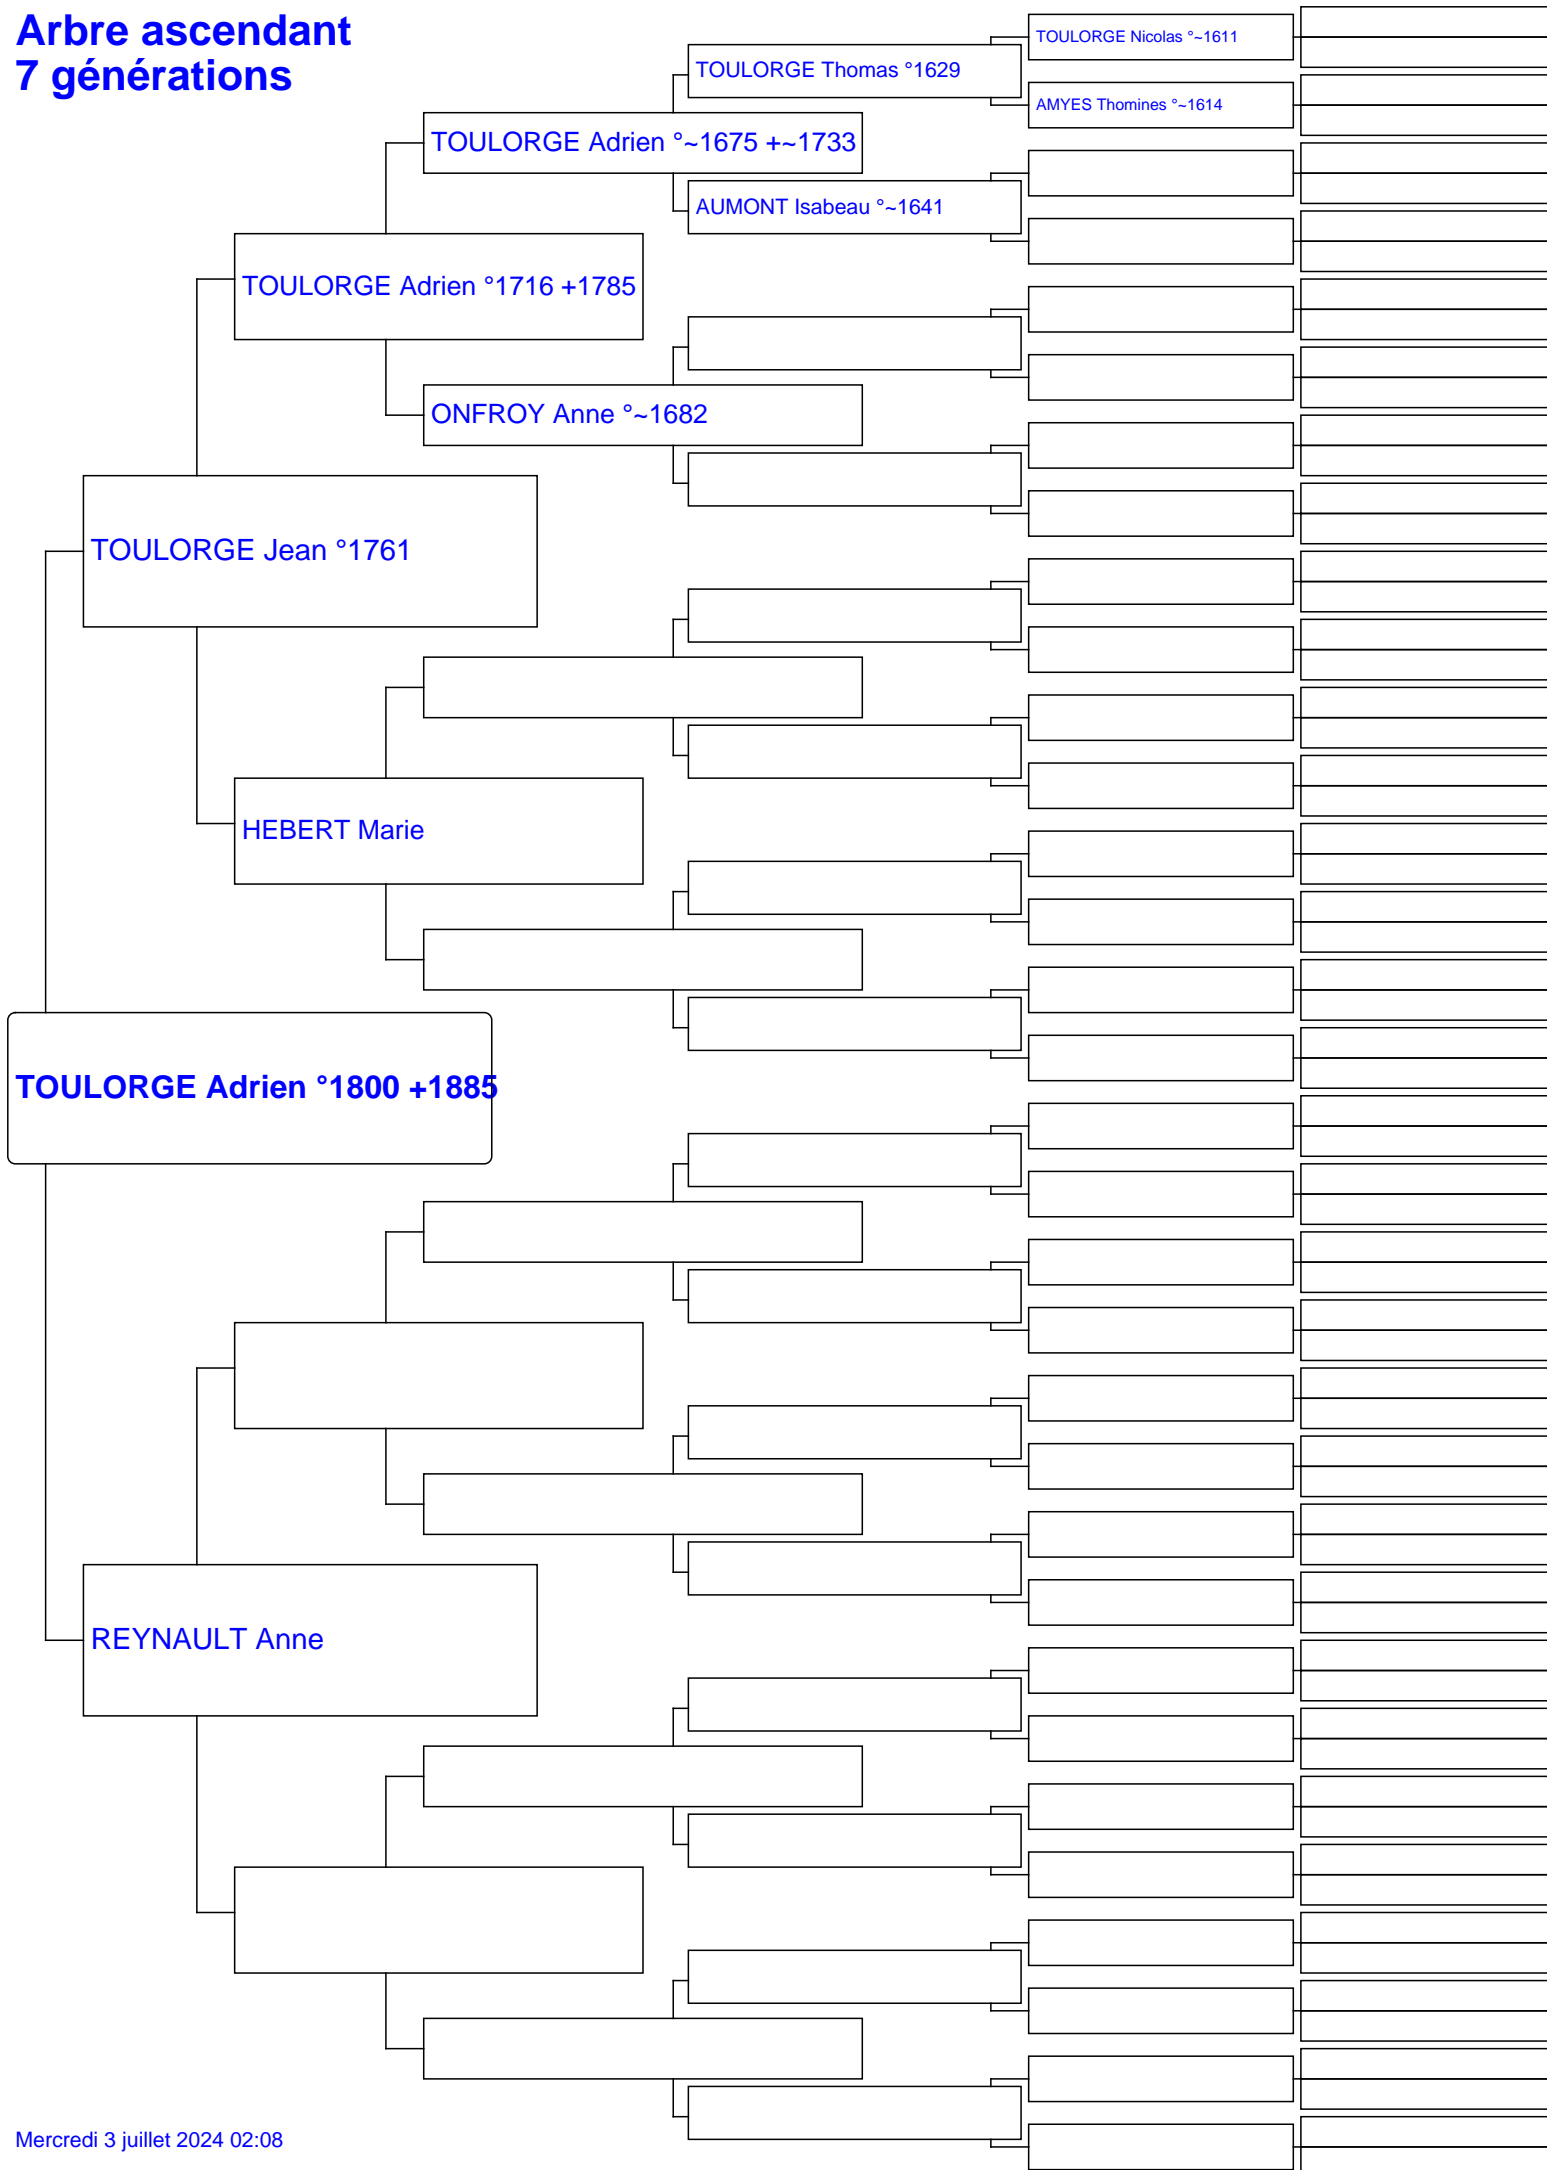 Arbre ascendant
7 générations
TOULORGE Nicolas °~1611
TOULORGE Thomas °1629
AMYES Thomines °~1614
TOULORGE Adrien °~1675 +~1733
AUMONT Isabeau °~1641
TOULORGE Adrien °1716 +1785
ONFROY Anne °~1682
TOULORGE Jean °1761
HEBERT Marie
TOULORGE Adrien °1800 +1885
REYNAULT Anne
Mercredi 3 juillet 2024 02:08